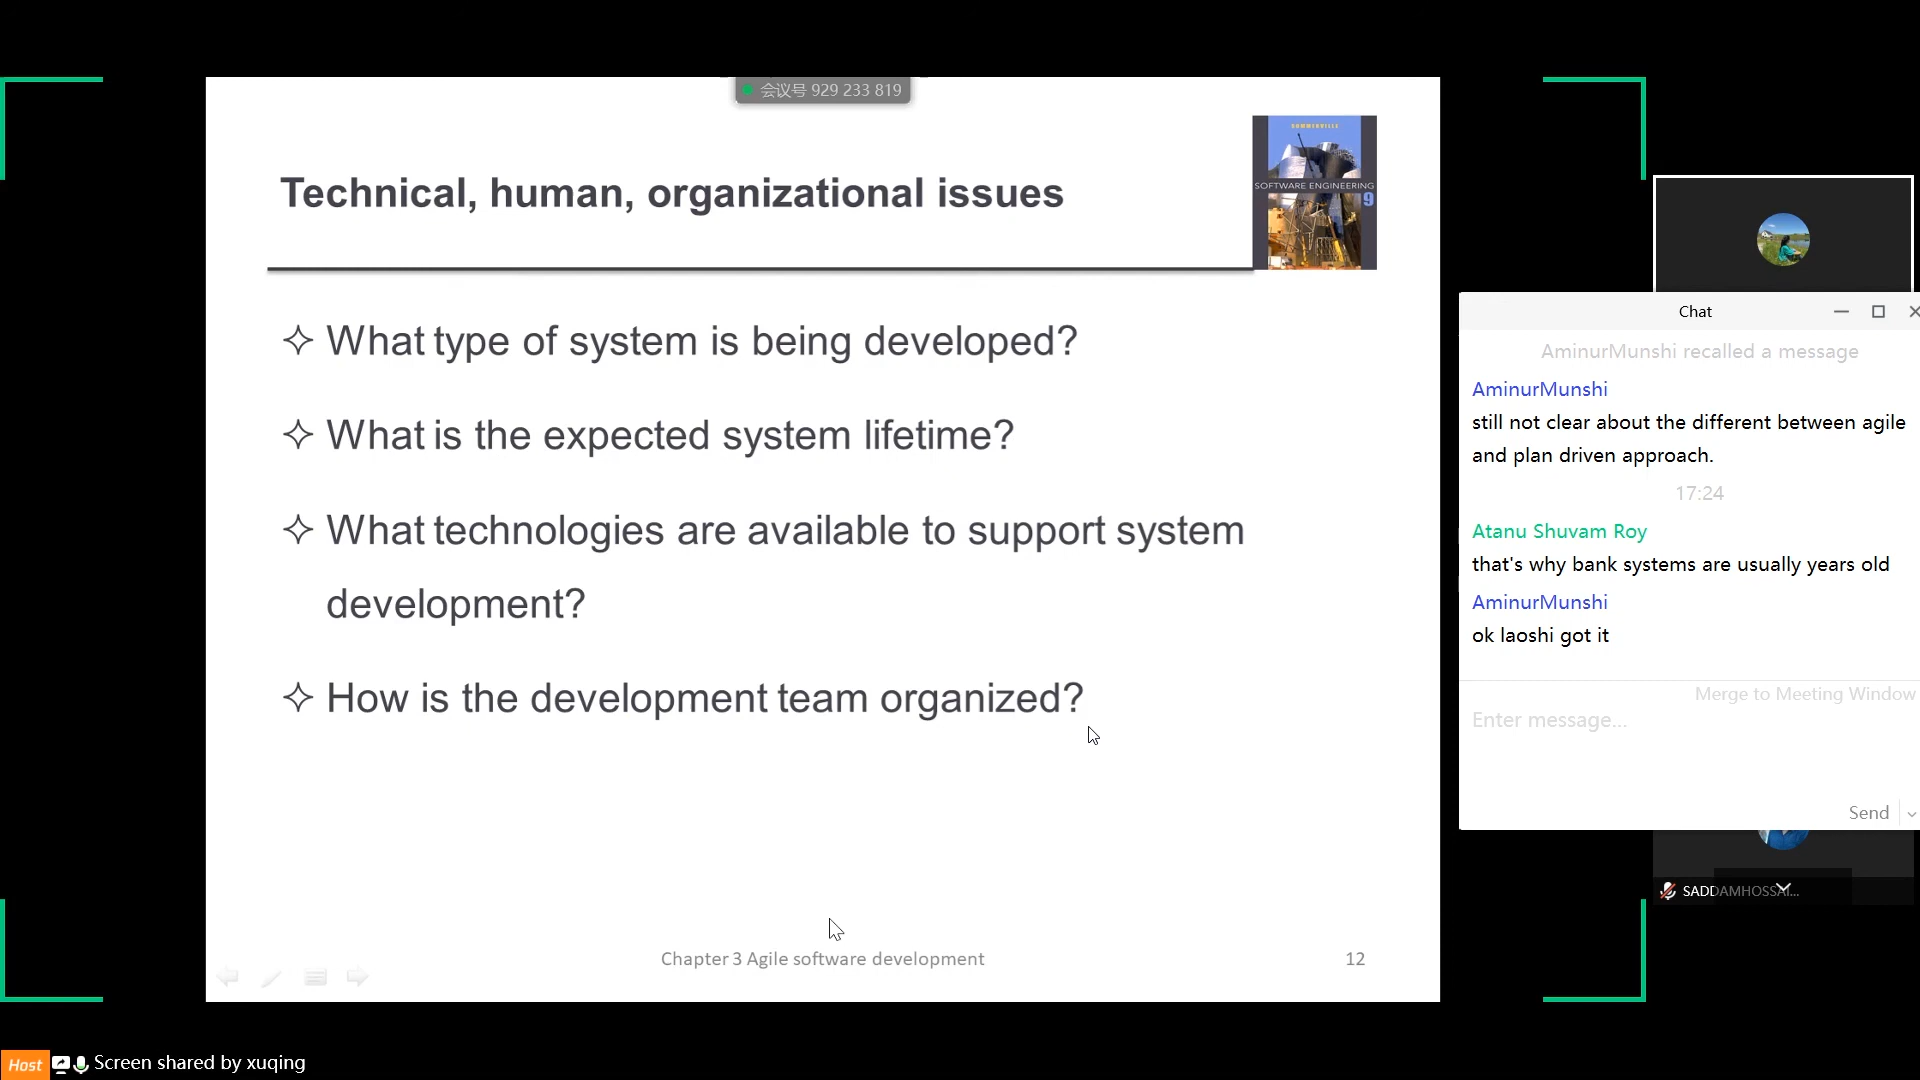 会议号 929 233 819
SOMMERVILLE
SOFTWARE ENGINEERING
9
Technical, human, organizational issues
✧ What type of system is being developed?
✧ What is the expected system lifetime?
✧ What technologies are available to support system
development?
✧ How is the development team organized?
Chapter 3 Agile software development
12
Chat
AminurMunshi recalled a message
AminurMunshi
still not clear about the different between agile
and plan driven approach.
17:24
Atanu Shuvam Roy
that's why bank systems are usually years old
AminurMunshi
ok laoshi got it
Merge to Meeting Window
Enter message...
Send
SADDAMHOSSAI...
Host Screen shared by xuqing